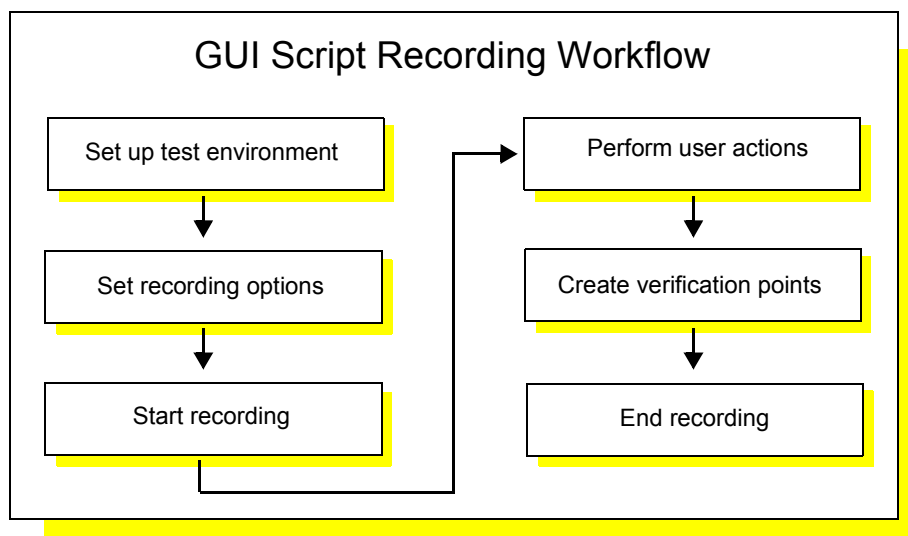 GUI Script Recording Workflow
Set up test environment
Set recording options
Start recording
Perform user actions
Create verification points
End recording